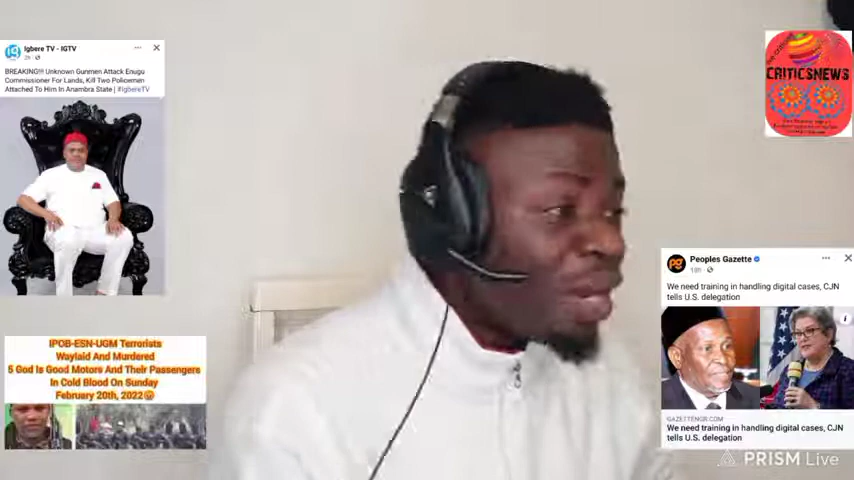 Igbere TV - IGTV
BREAKING!!! Unknown Gunmen Attack Enugu
Commissioner For Lands, Kill Two Policemen
Attached To Him In Anambra State | #IgbereTV
CRITICSNEWS
Peoples Gazette
18h
We need training in handling digital cases, CJN
tells U.S. delegation
GAZETTENGR.COM
We need training in handling digital cases, CJN
tells U.S. delegation
IPOB-ESN-UGM Terrorists
Waylaid And Murdered
5 God Is Good Motors And Their Passengers
In Cold Blood On Sunday
February 20th, 2022
PRISM Live